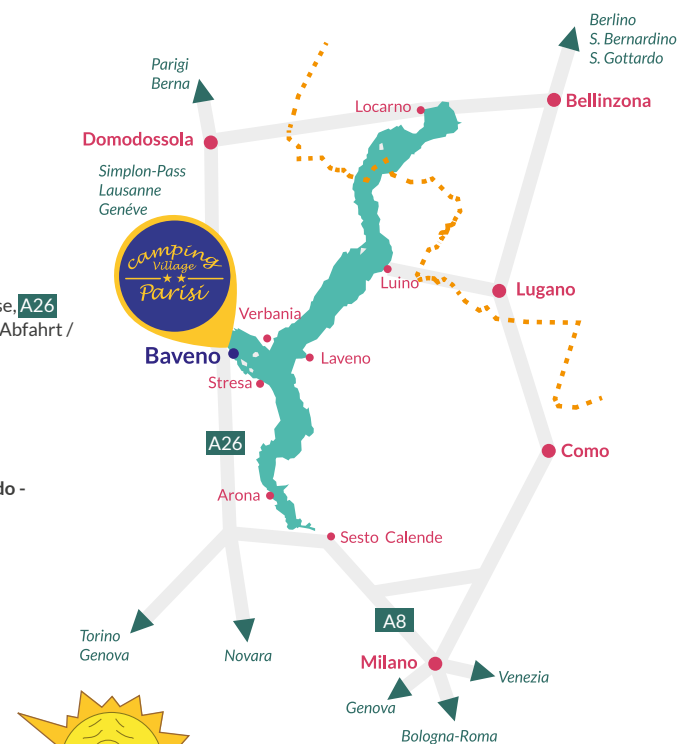 Berlino
S. Bernardino
S. Gottardo
Parigi
Berna
Locarno
Bellinzona
Domodossola
Simplon-Pass
Lausanne
Genéve
camping
Village
Parisi
Luino
Lugano
se, A26
Abfahrt /
Verbania
Baveno
Laveno
Stresa
A26
Como
do -
Arona
Sesto Calende
A8
Torino
Genova
Novara
Milano
Venezia
Genova
Bologna-Roma